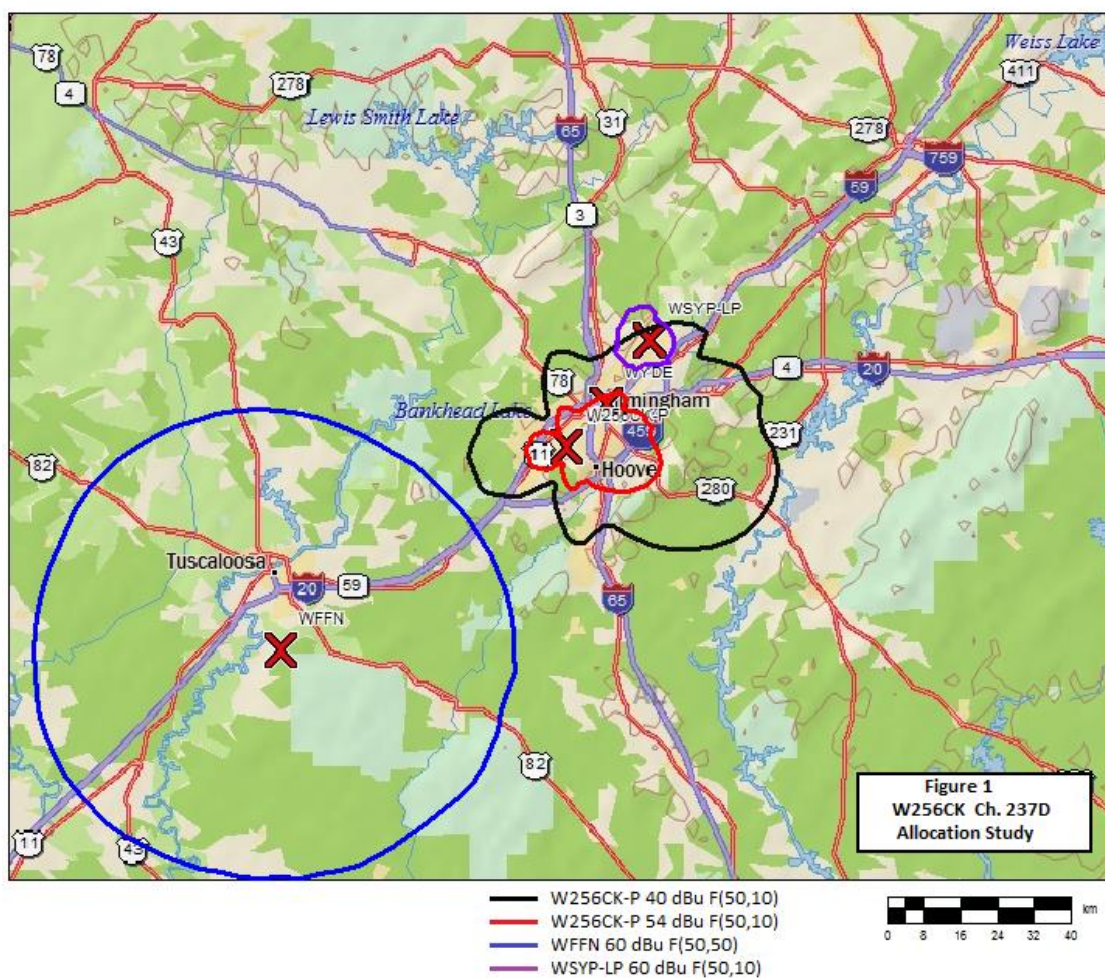 Weiss Lake
78
411
4
278
Lewis Smith Lake
31
65
278
759
59
3
43
WSYP-LP
78
WYDE
4
20
Bankhead Lake
mingham
W256CK-P
459
231
82
11
Hoove
280
Tuscaloosa
20
59
65
WFFN
82
11
43
Figure 1
W256CK Ch. 237D
Allocation Study
W256CK-P 40 dBu F(50,10)
W256CK-P 54 dBu F(50,10)
WFFN 60 dBu F(50,50)
WSYP-LP 60 dBu F(50,10)
km
0 8 16 24 32 40